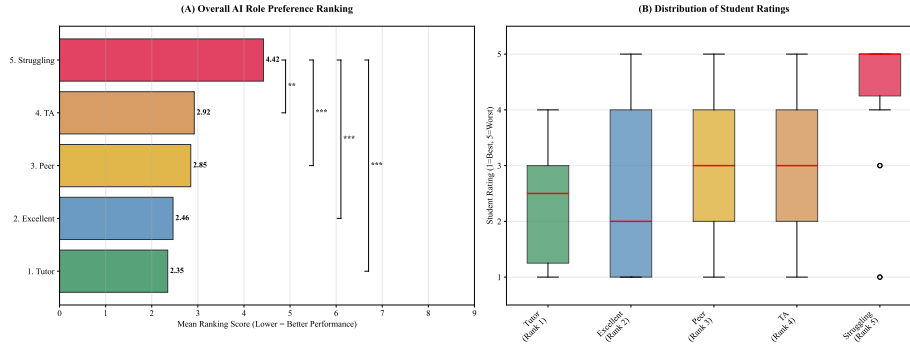 (A) Overall AI Role Preference Ranking
5. Struggling
4. TA
3. Peer
2. Excellent
1. Tutor
4.42
2.92
2.85
2.46
2.35
**
***
***
***
0 1 2 3 4 5 6 7 8 9
Mean Ranking Score (Lower = Better Performance)
(B) Distribution of Student Ratings
Student Rating (1=Best, 5=Worst)
5
4
3
2
1
Tutor
(Rank 1)
Excellent
(Rank 2)
Peer
(Rank 3)
TA
(Rank 4)
Struggling
(Rank 5)